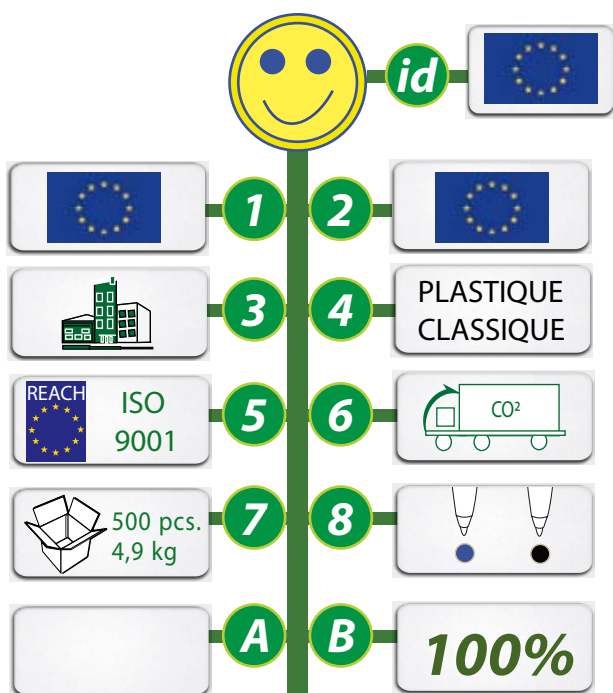 id
1
2
3
4
PLASTIQUE
CLASSIQUE
REACH
ISO
9001
5
6
CO²
500 pcs.
4,9 kg
7
8
A
B
100%